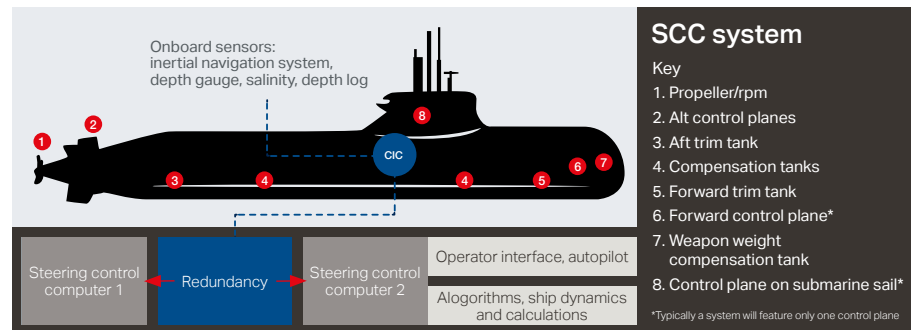 Onboard sensors:
inertial navigation system,
depth gauge, salinity, depth log
1
2
3
4
CIC
8
4
5
6
7
Steering control
computer 1
Redundancy
Steering control
computer 2
Operator interface, autopilot
Alogorithms, ship dynamics
and calculations
SCC system
Key
1. Propeller/rpm
2. Alt control planes
3. Aft trim tank
4. Compensation tanks
5. Forward trim tank
6. Forward control plane*
7. Weapon weight
compensation tank
8. Control plane on submarine sail*
*Typically a system will feature only one control plane